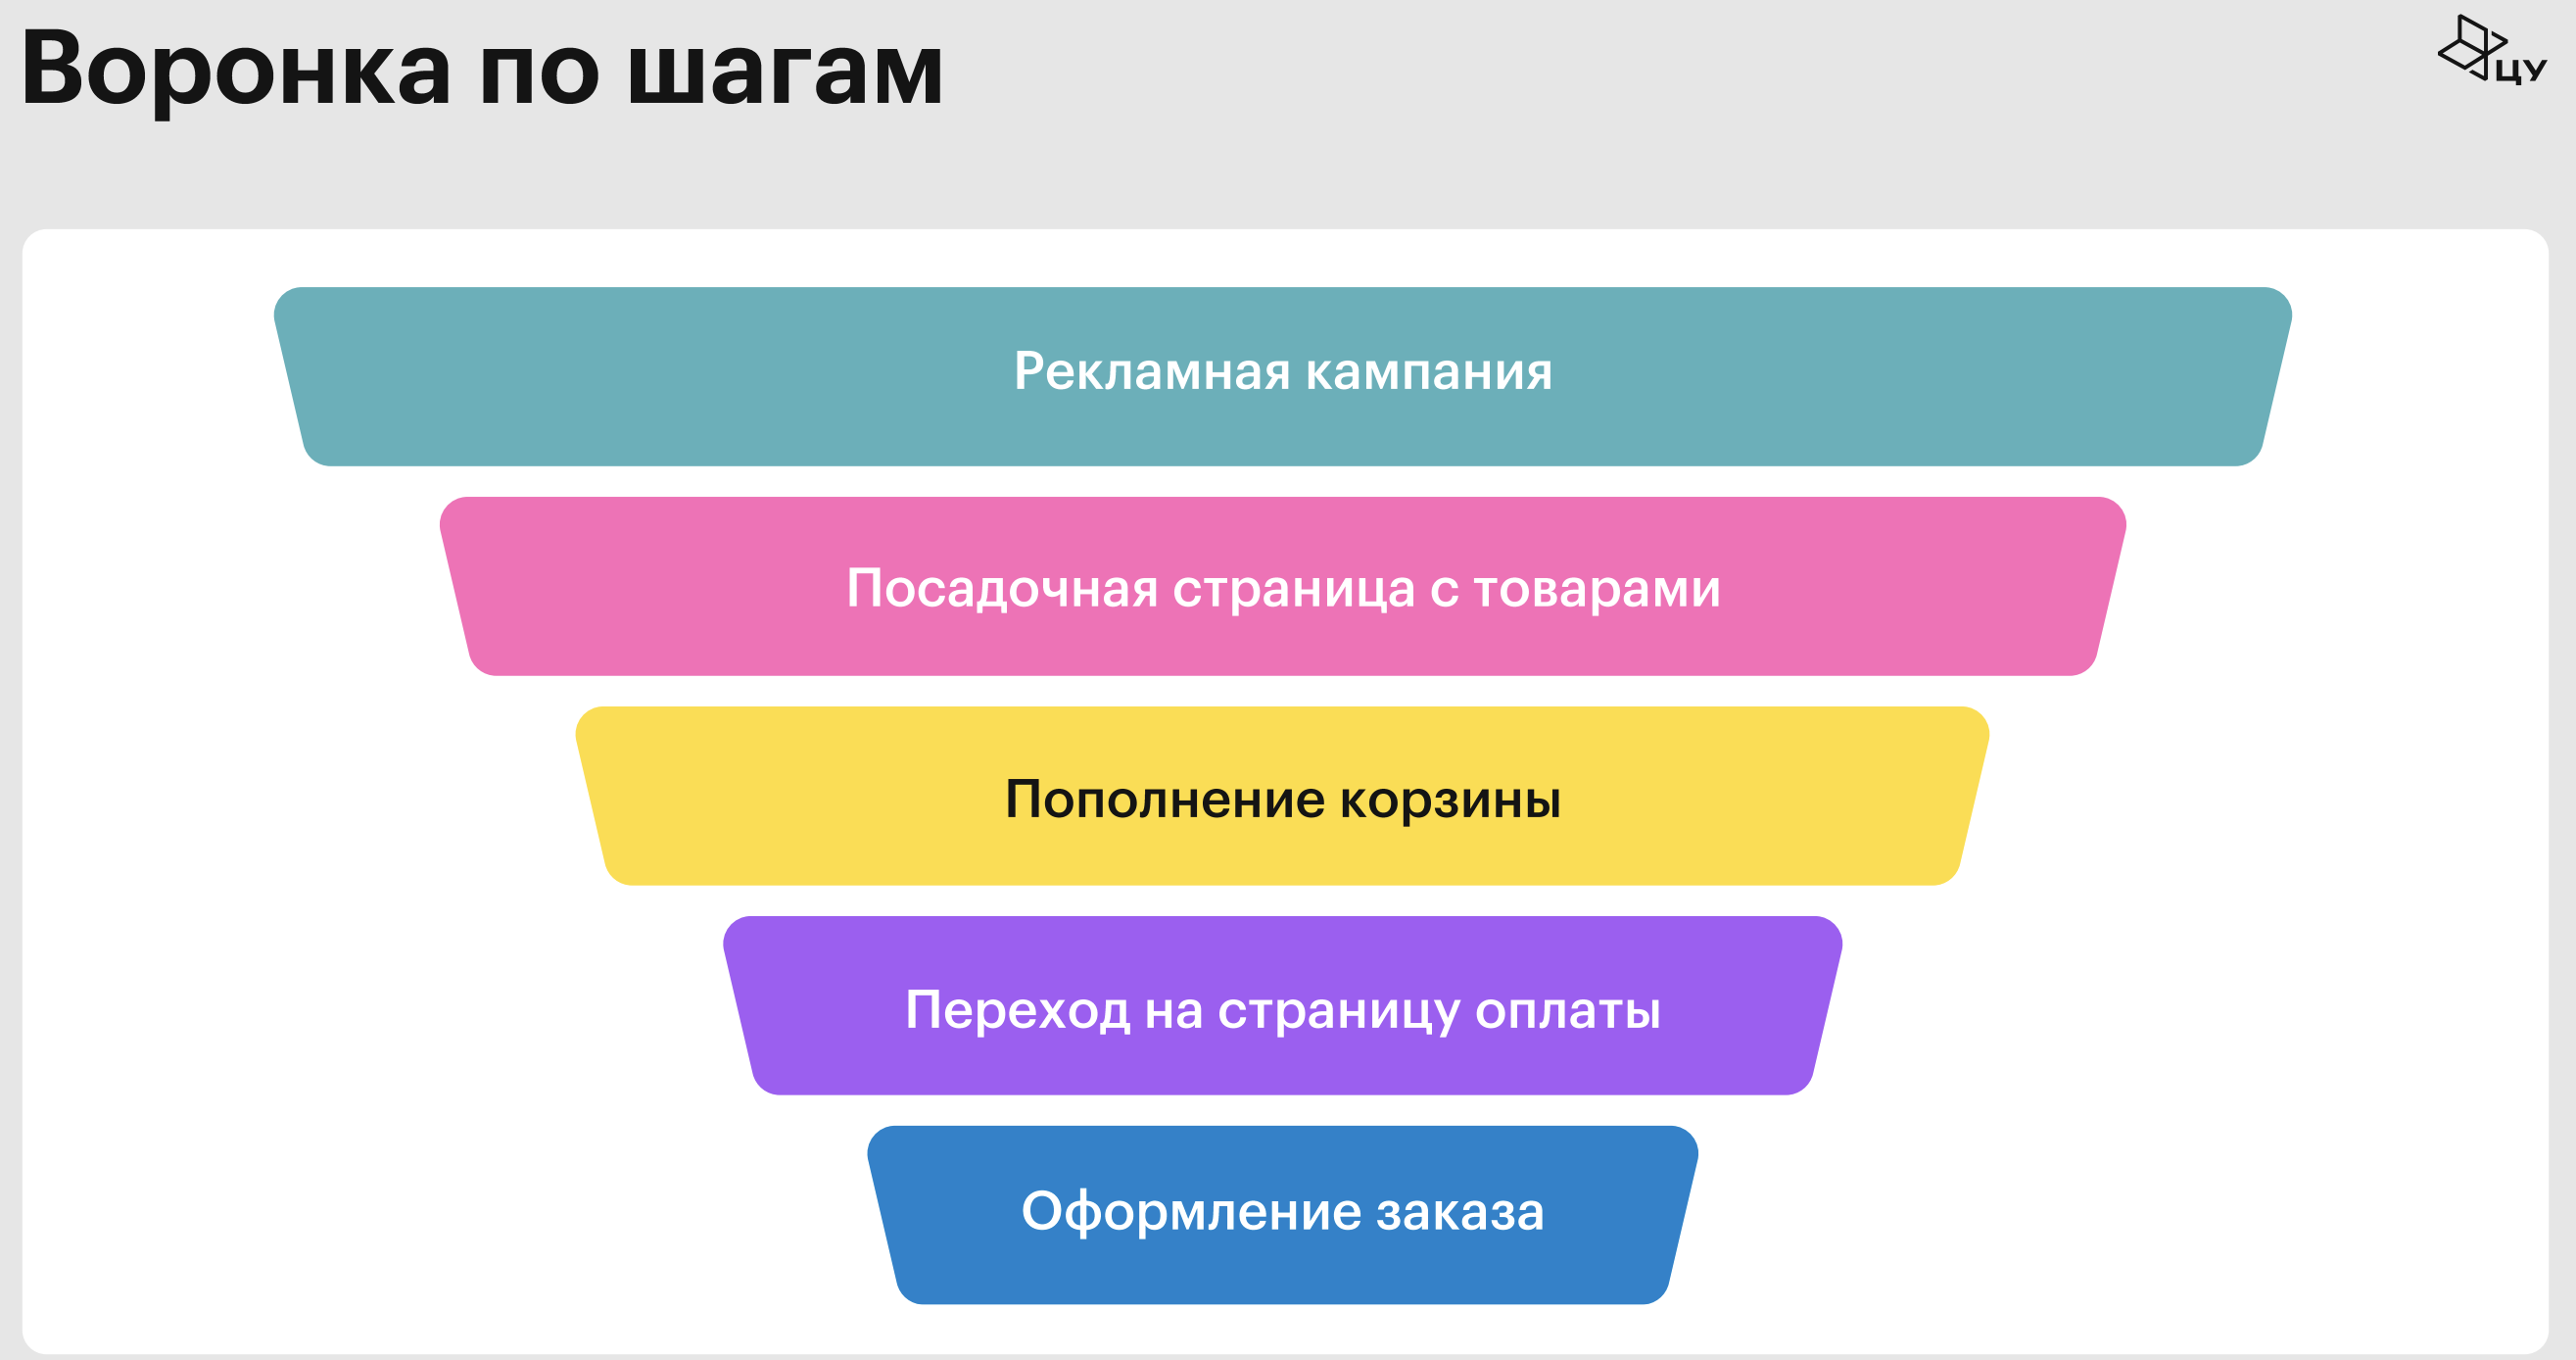 Воронка по шагам
ЦУ
Рекламная кампания
Посадочная страница с товарами
Пополнение корзины
Переход на страницу оплаты
Оформление заказа